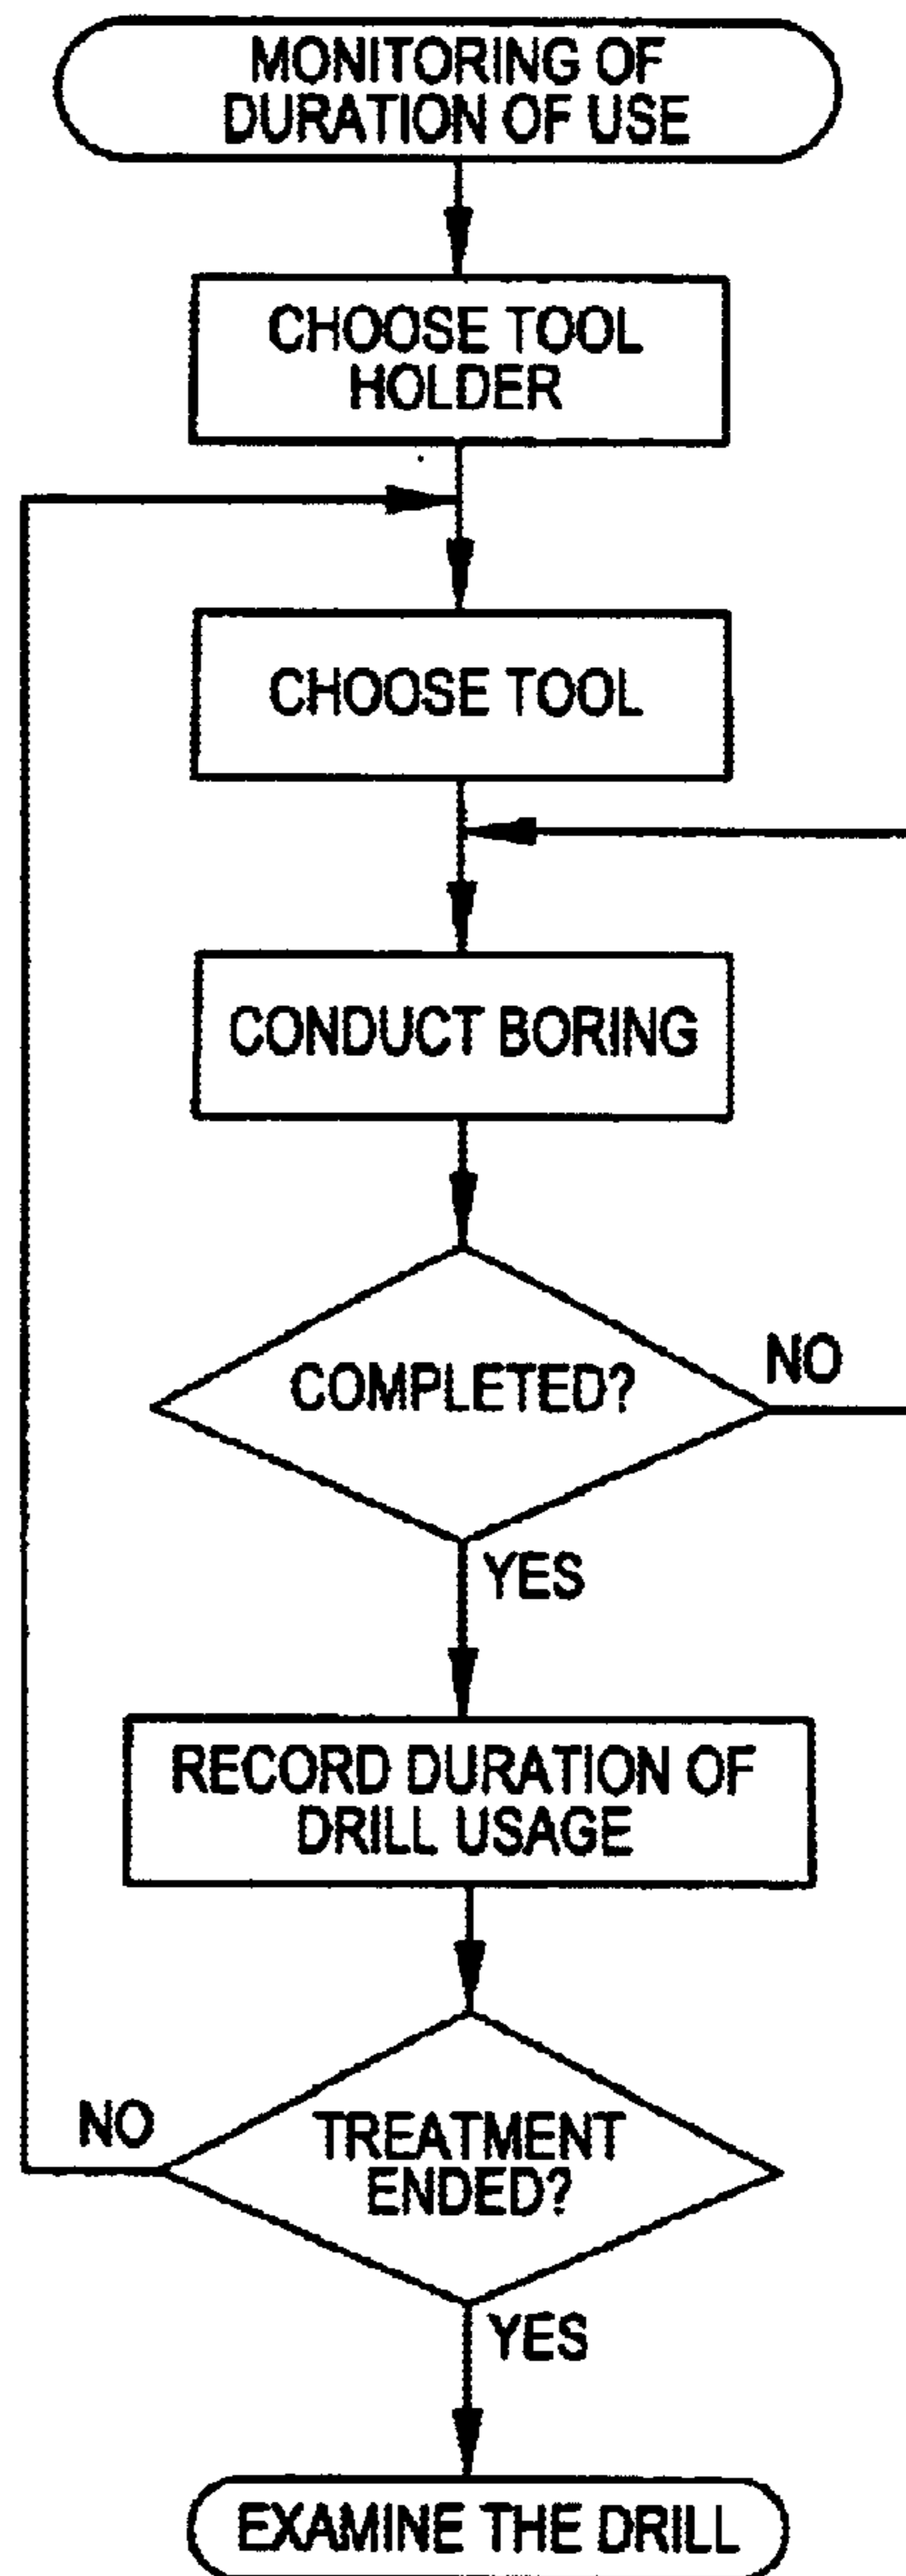 MONITORING OF
DURATION OF USE
CHOOSE TOOL
HOLDER
CHOOSE TOOL
CONDUCT BORING
COMPLETED?
NO
YES
RECORD DURATION OF
DRILL USAGE
NO
TREATMENT
ENDED?
YES
EXAMINE THE DRILL